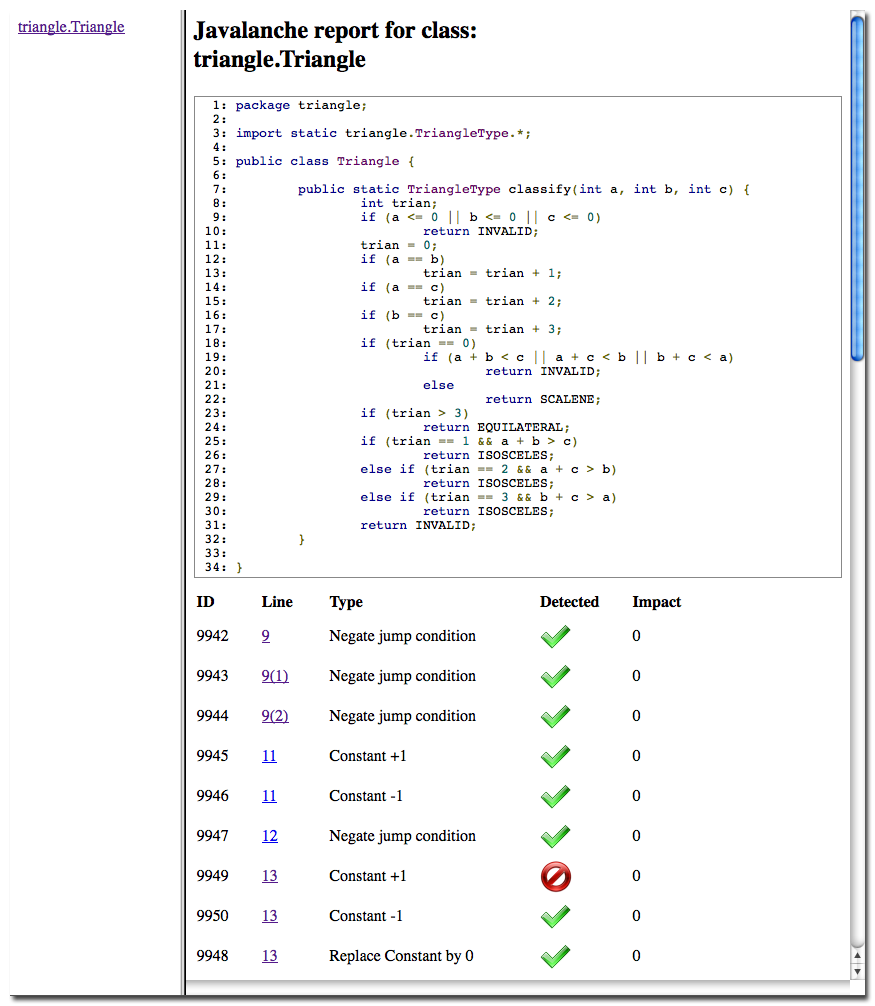 triangle.Triangle
Javalanche report for class:
triangle.Triangle
1: package triangle;
2:
3: import static triangle.TriangleType.*;
4:
5: public class Triangle {
6:
7: public static TriangleType classify(int a, int b, int c) {
8: int trian;
9: if (a <= 0 || b <= 0 || c <= 0)
10: return INVALID;
11: trian = 0;
12: if (a == b)
13: trian = trian + 1;
14: if (a == c)
15: trian = trian + 2;
16: if (b == c)
17: trian = trian + 3;
18: if (trian == 0)
19: if (a + b < c || a + c < b || b + c < a)
20: return INVALID;
21: else
22: return SCALENE;
23: if (trian > 3)
24: return EQUILATERAL;
25: if (trian == 1 && a + b > c)
26: return ISOSCELES;
27: else if (trian == 2 && a + c > b)
28: return ISOSCELES;
29: else if (trian == 3 && b + c > a)
30: return ISOSCELES;
31: return INVALID;
32: }
33:
34: }
ID Line Type Detected Impact
9942 9 Negate jump condition 0
9943 9(1) Negate jump condition 0
9944 9(2) Negate jump condition 0
9945 11 Constant +1 0
9946 11 Constant -1 0
9947 12 Negate jump condition 0
9949 13 Constant +1 0
9950 13 Constant -1 0
9948 13 Replace Constant by 0 0